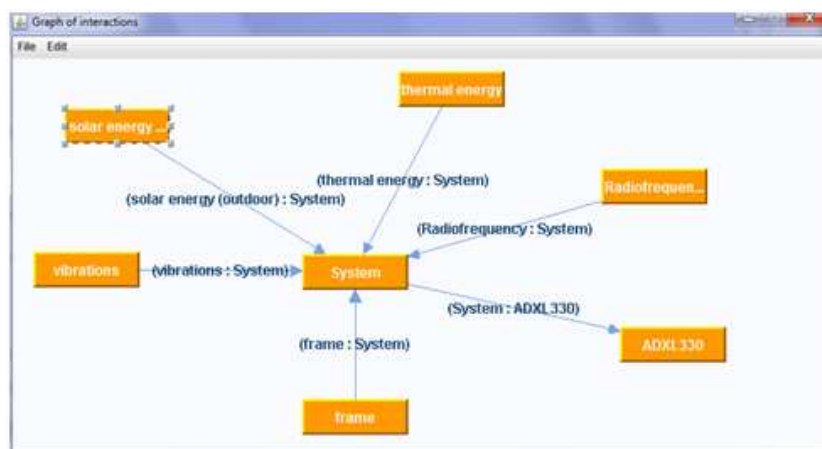 Graph of interactions
File Edit
thermal energy
solar energy ...
(thermal energy : System)
Radiofrequen...
(solar energy (outdoor) : System)
(Radiofrequency : System)
vibrations
(vibrations : System)
System
(System : ADXL330)
(frame : System)
ADXL330
frame